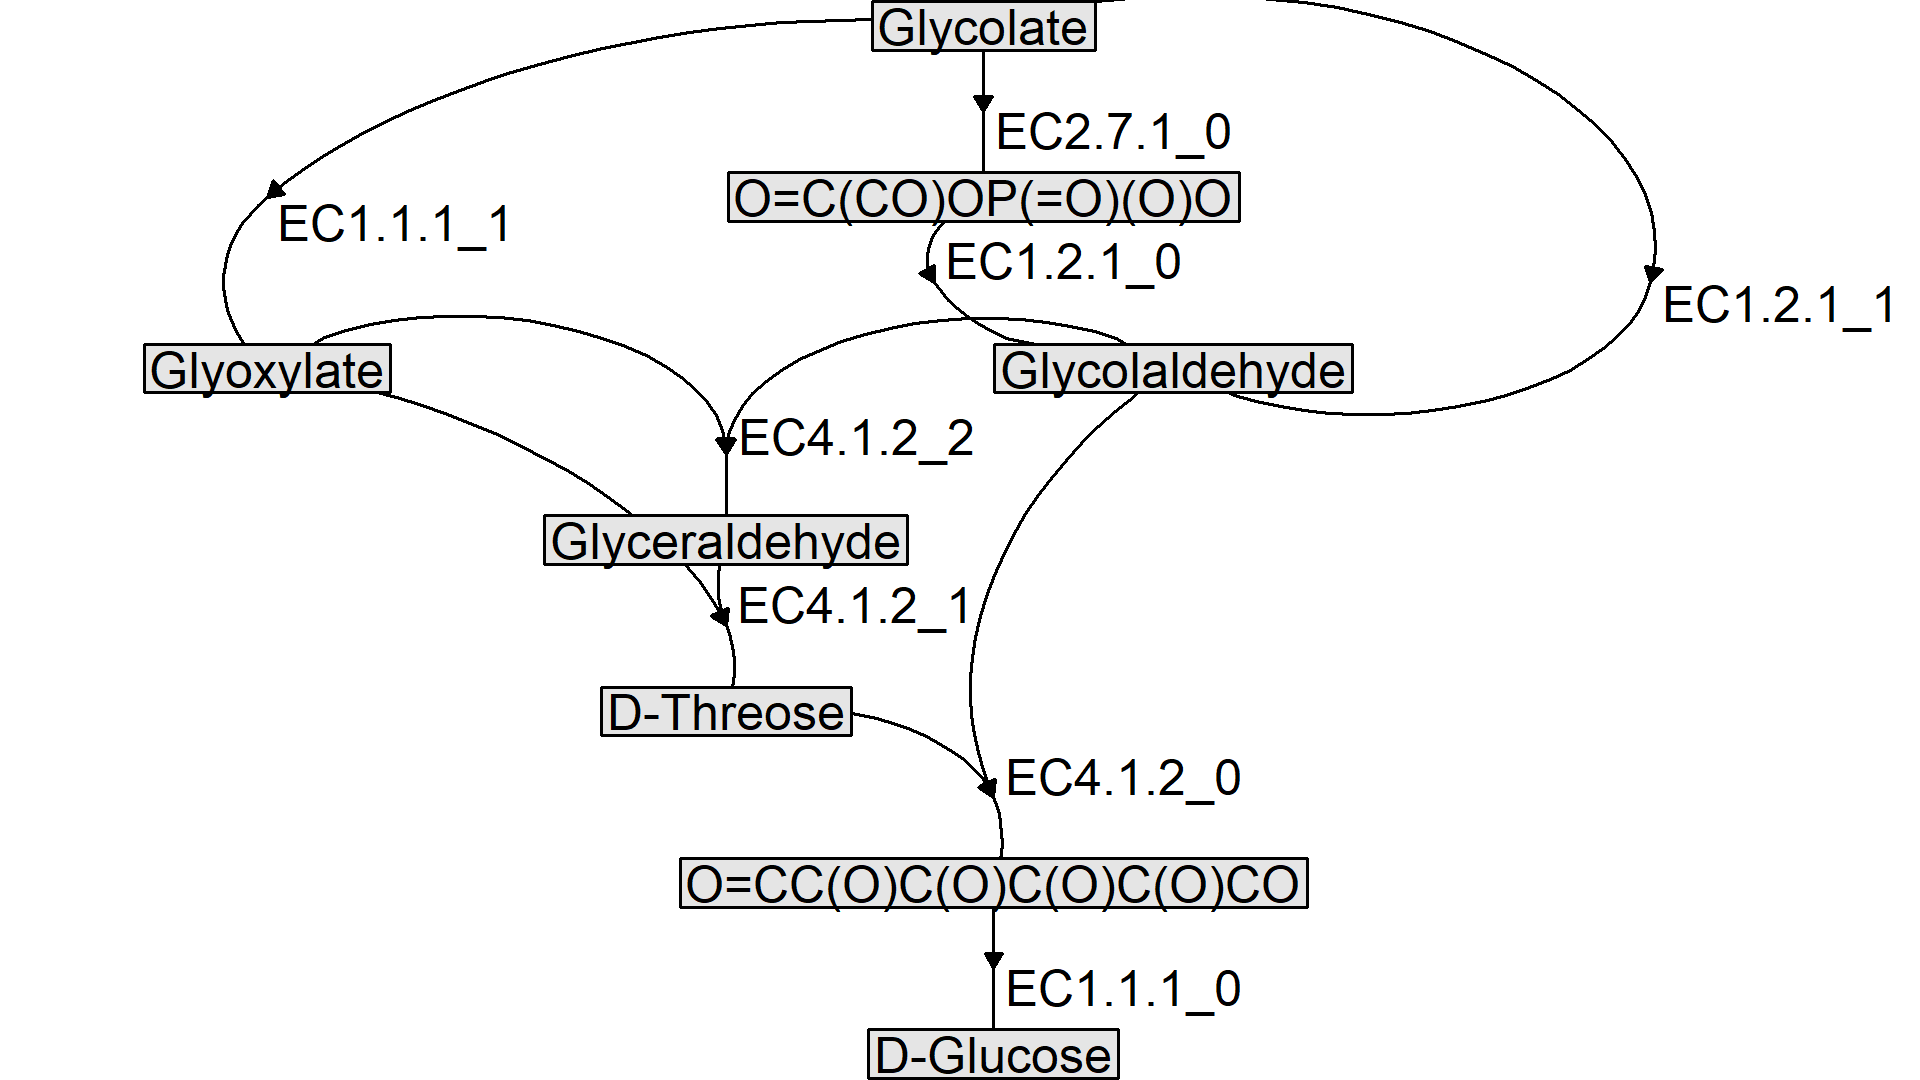 Glycolate
EC2.7.1_0
O=C(CO)OP(=O)(O)O
EC1.1.1_1
EC1.2.1_0
EC1.2.1_1
Glyoxylate
Glycolaldehyde
EC4.1.2_2
Glyceraldehyde
EC4.1.2_1
D-Threose
EC4.1.2_0
O=CC(O)C(O)C(O)C(O)CO
EC1.1.1_0
D-Glucose